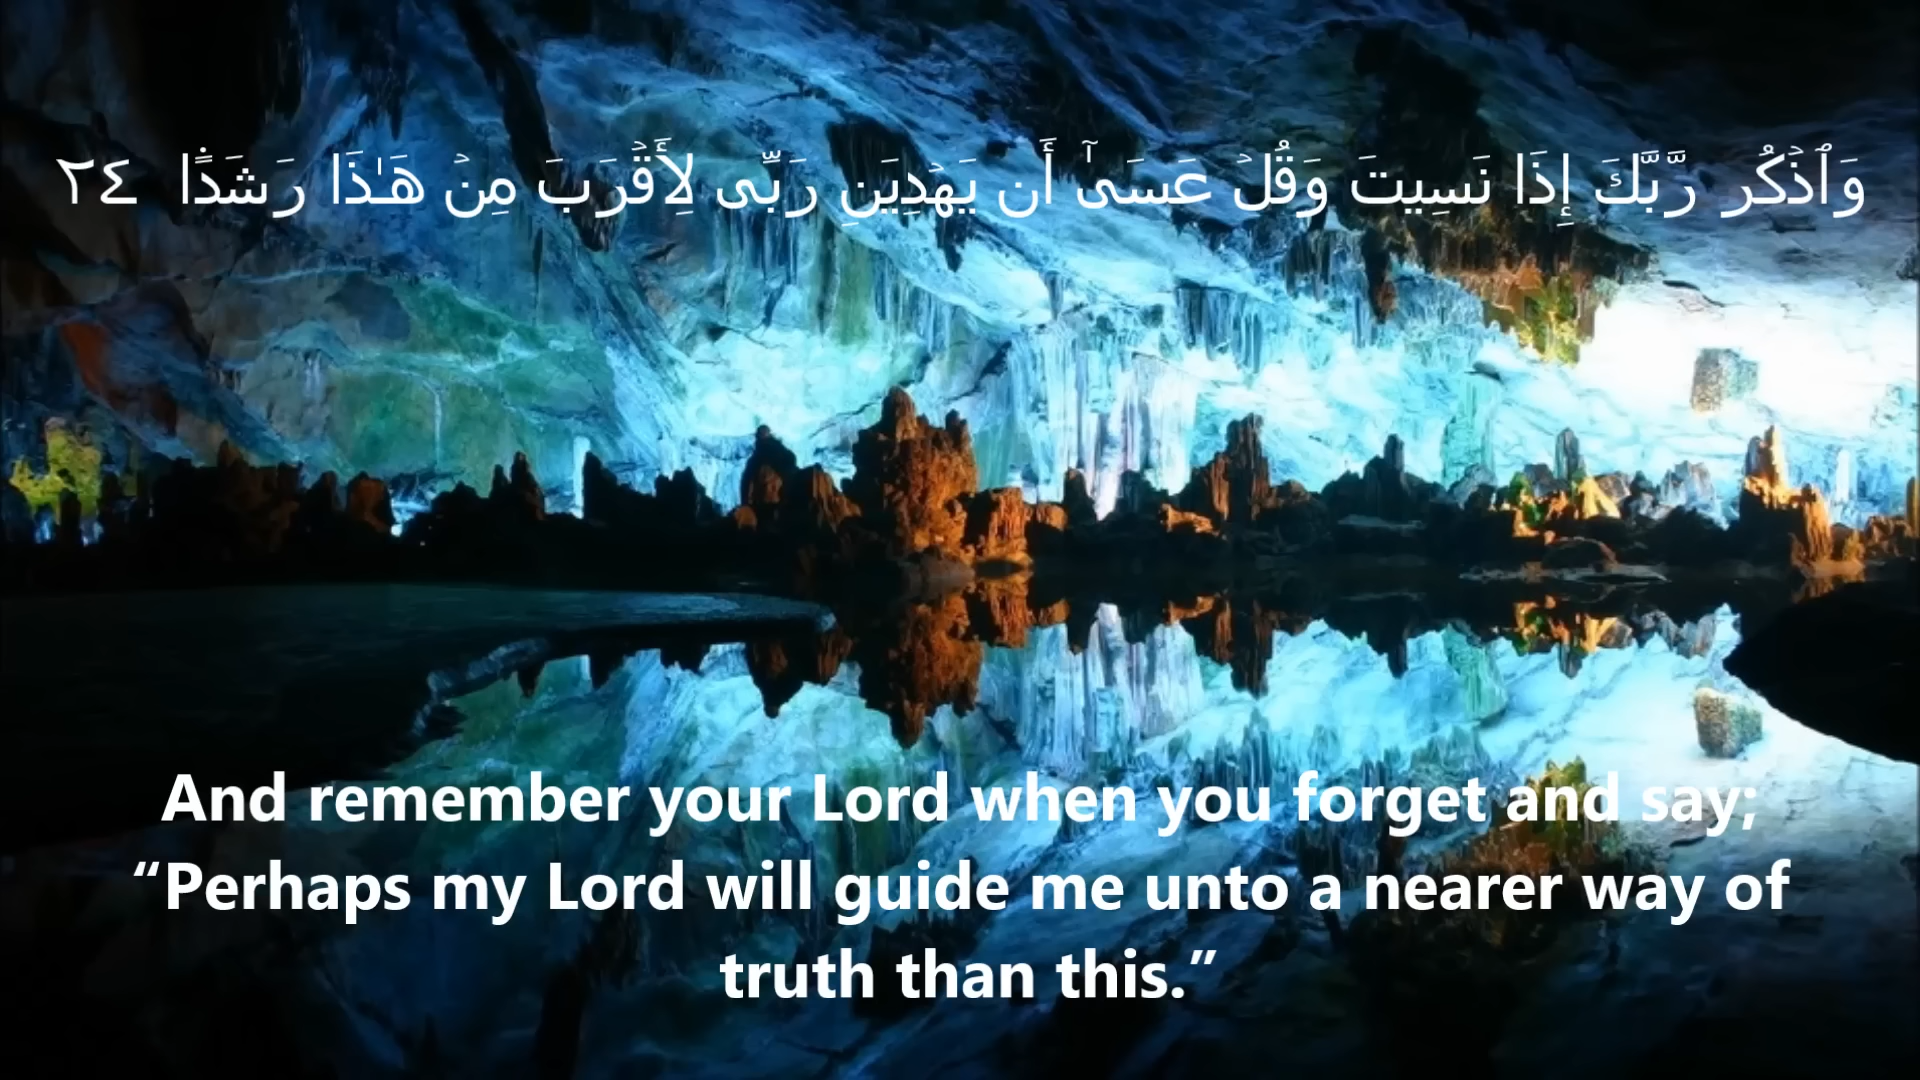 وَٱذۡكُر رَّبَّكَ إِذَا نَسِيتَ وَقُلۡ عَسَىٰٓ أَن يَهۡدِيَنِ رَبِّى لِأَقۡرَبَ مِنۡ هَـٰذَا رَشَدًۭا ٢٤
And remember your Lord when you forget and say;
“Perhaps my Lord will guide me unto a nearer way of
truth than this.”